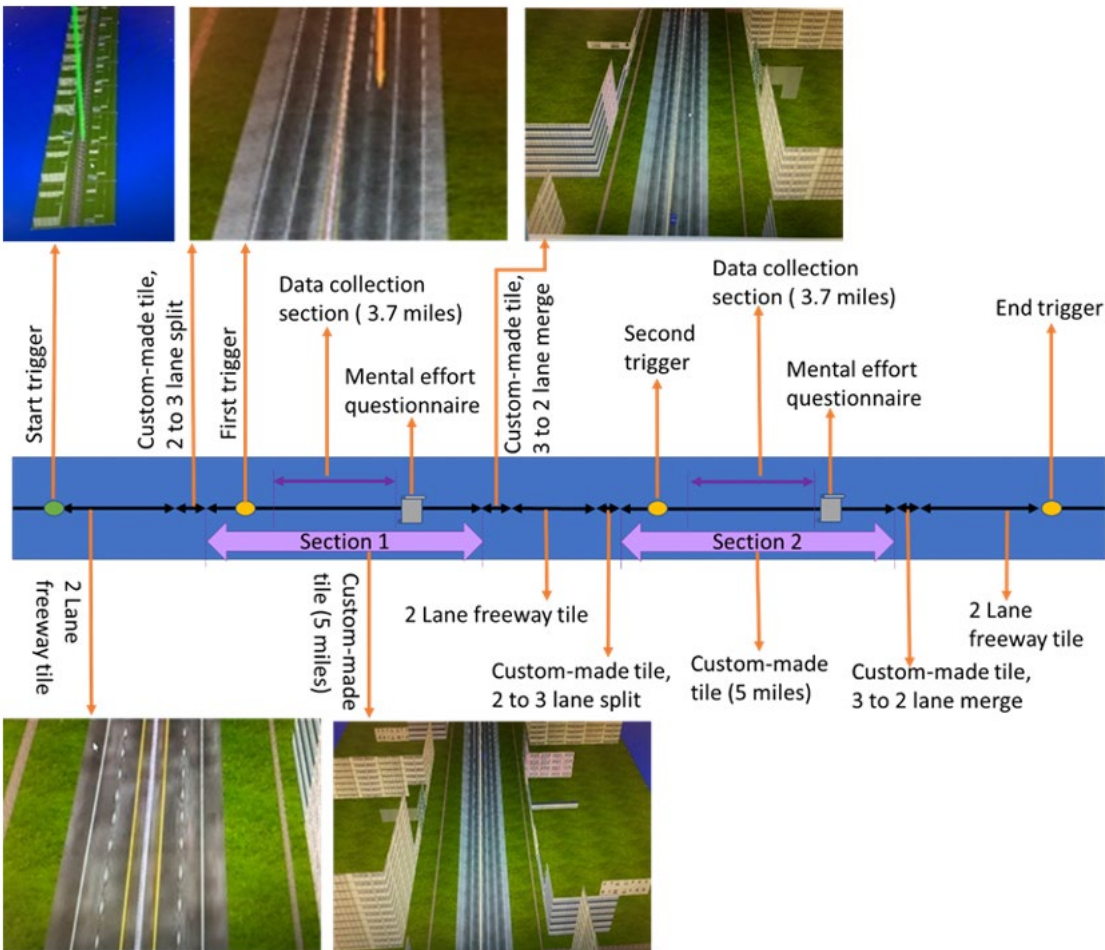 Start trigger
Custom-made tile,
2 to 3 lane split
First trigger
Data collection
section ( 3.7 miles)
Mental effort
questionnaire
Custom-made tile,
3 to 2 lane merge
Second
trigger
Data collection
section ( 3.7 miles)
Mental effort
questionnaire
End trigger
Section 1
Section 2
2 Lane
freeway tile
Custom-made
tile (5 miles)
2 Lane freeway tile
Custom-made tile,
2 to 3 lane split
Custom-made
tile (5 miles)
Custom-made tile,
3 to 2 lane merge
2 Lane
freeway tile